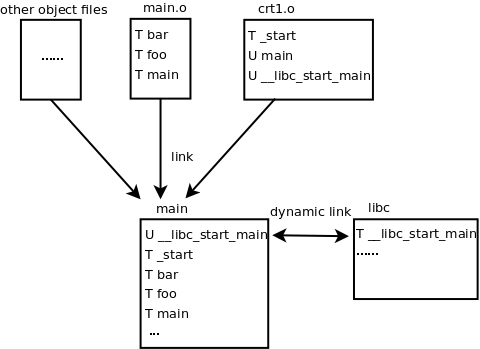 other object files
main.o
crt1.o
......
T bar
T foo
T main
T _start
U main
U __libc_start_main
link
main
dynamic link
libc
U __libc_start_main
T _start
T bar
T foo
T main
...
T __libc_start_main
......